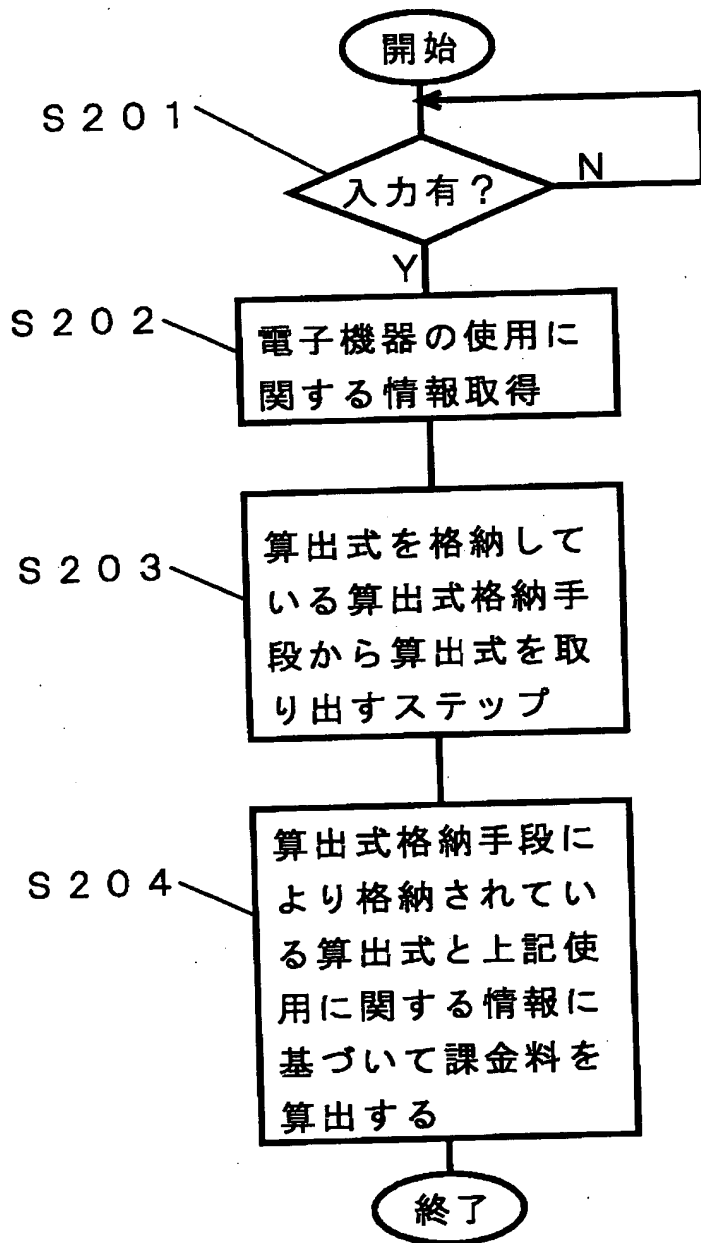 開始
S201
入力有?
N
Y
S202
電子機器の使用に
関する情報取得
S203
算出式を格納して
いる算出式格納手
段から算出式を取
り出すステップ
S204
算出式格納手段に
より格納されてい
る算出式と上記使
用に関する情報に
基づいて課金料を
算出する
終了